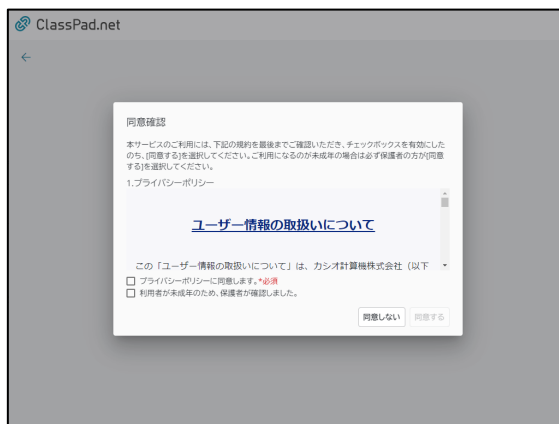 ClassPad.net
同意確認
本サービスのご利用には、下記の規約を最後までご確認いただき、チェックボックスを有効にした
のち、[同意する]を選択してください。ご利用になるのが未成年の場合は必ず保護者の方が[同意
する]を選択してください。
1.プライバシーポリシー
ユーザー情報の取扱いについて
この「ユーザー情報の取扱いについて」は、カシオ計算機株式会社（以下
プライバシーポリシーに同意します。*必須
利用者が未成年のため、保護者が確認しました。
同意しない 同意する